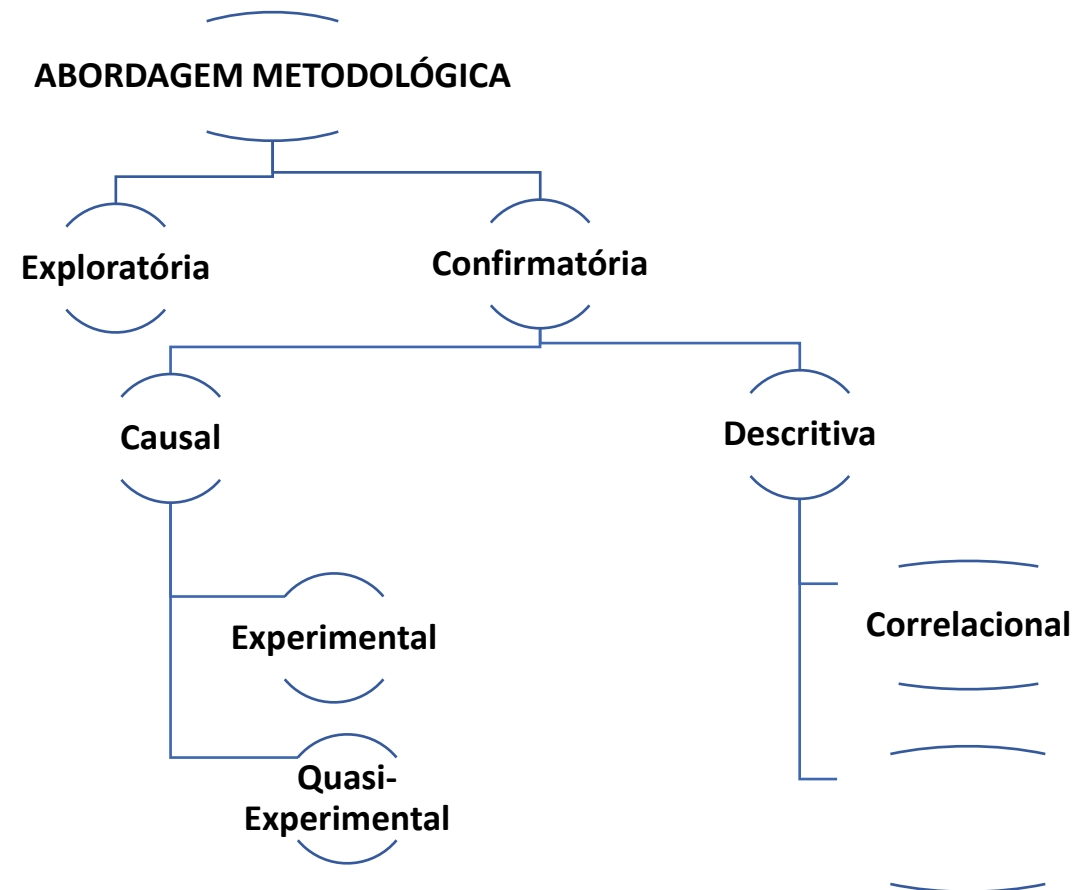 ABORDAGEM METODOLÓGICA
Exploratória
Confirmatória
Causal
Descritiva
Experimental
Correlacional
Quasi-
Experimental